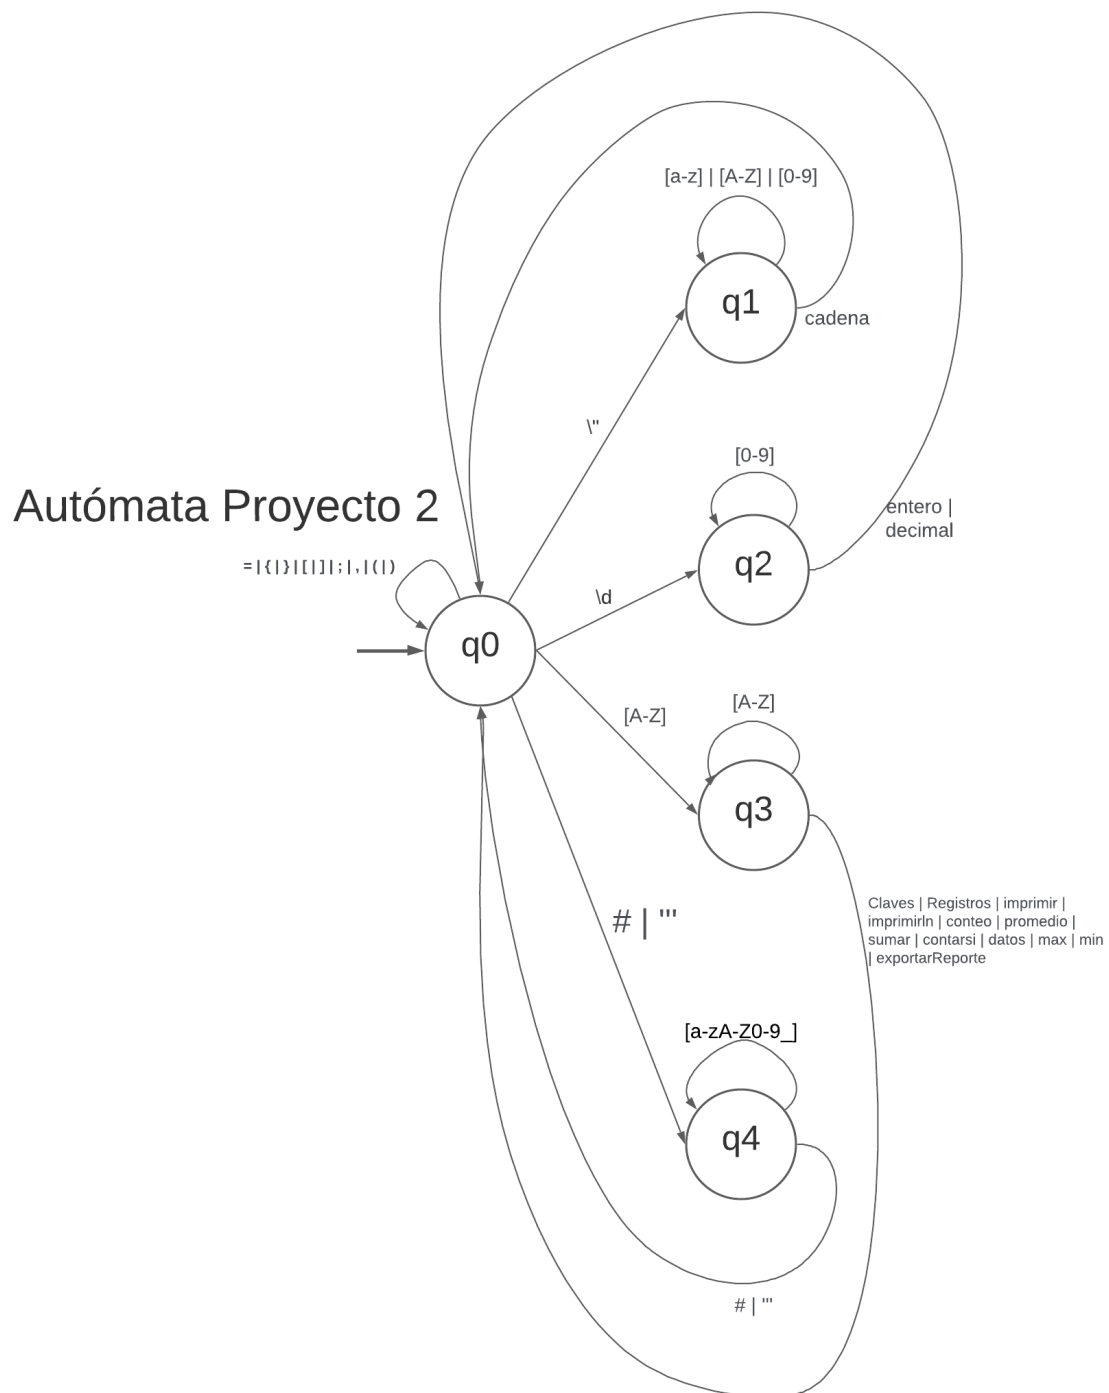 [a-z] | [A-Z] | [0-9]
q1
cadena
\"
[0-9]
Autómata Proyecto 2
entero |
decimal
q2
=|{|}|[|]|;|,|(|)
\d
q0
[A-Z]
[A-Z]
q3
Claves | Registros | imprimir |
imprimirln | conteo | promedio |
sumar | contarsi | datos | max | min
| exportarReporte
# | '''
[a-zA-Z0-9_]
q4
# | '''